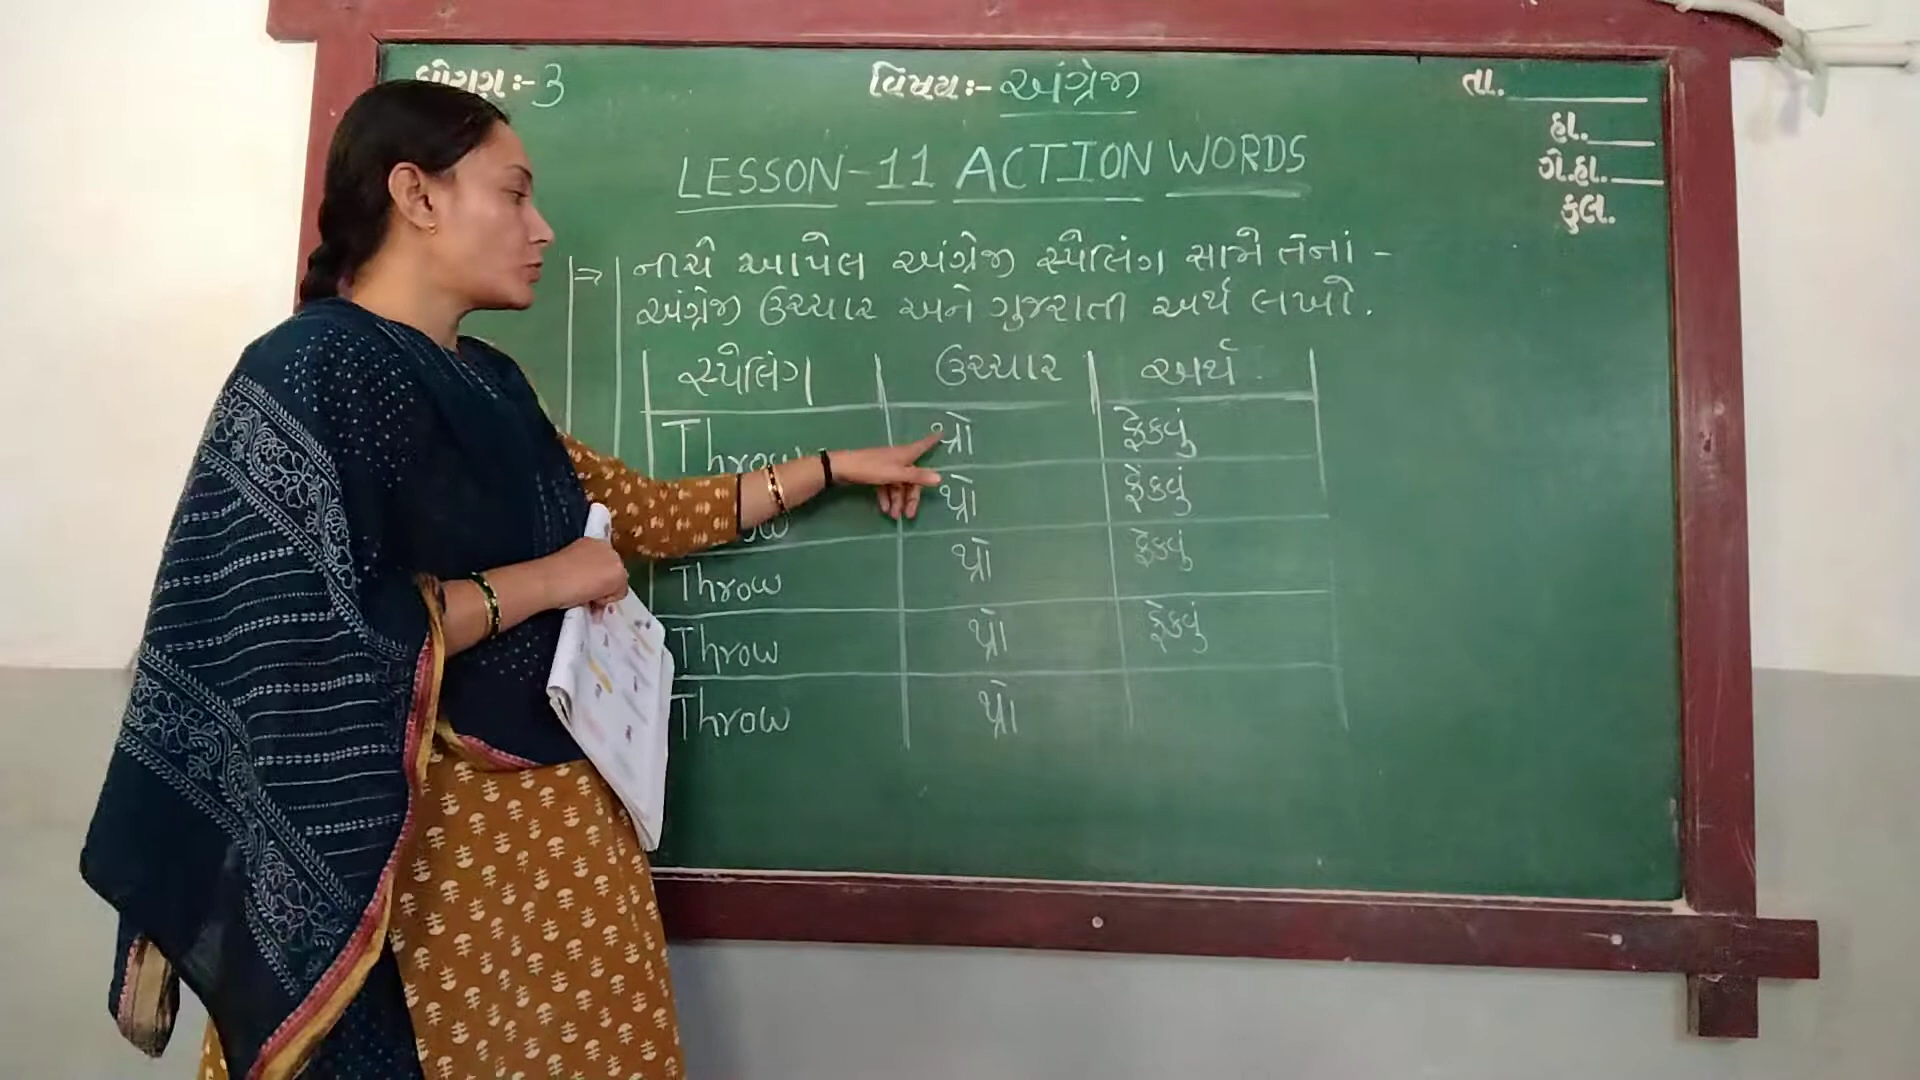 ધોરણ:- 3 વિષય:- અંગ્રેજી તા.
હા.
ગે.હા.
કુલ.
LESSON-11 ACTION WORDS
⇒ નીચે આપેલ અંગ્રેજી સ્પેલિંગ સામે તેનાં -
અંગ્રેજી ઉચ્ચાર અને ગુજરાતી અર્થ લખો.
સ્પેલિંગ ઉચ્ચાર અર્થ
Throw થ્રો ફેંકવું
થ્રો ફેંકવું
Throw થ્રો ફેંકવું
Throw થ્રો ફેંકવું
Throw થ્રો